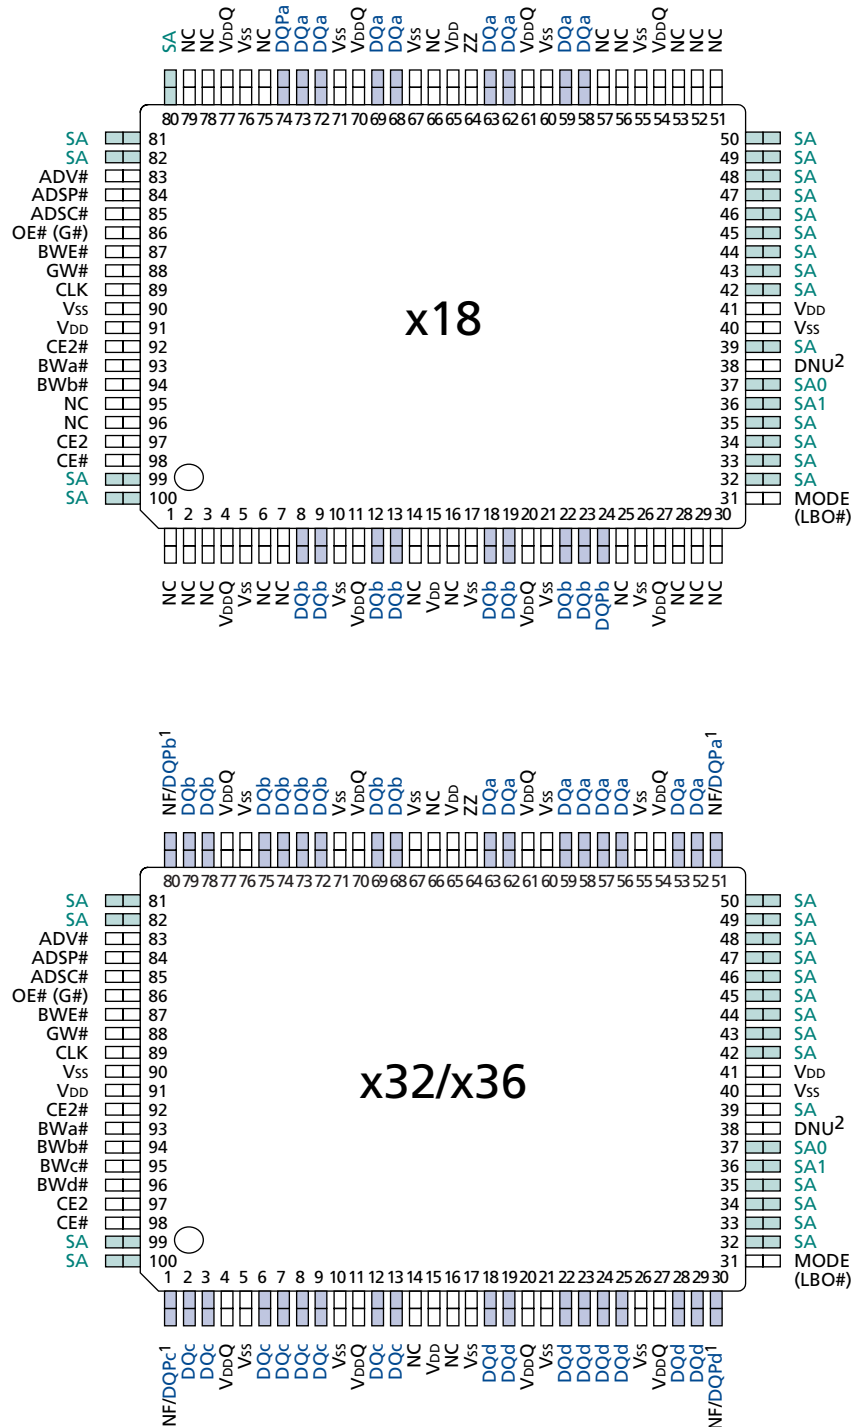 SA NC NC VDDQ VSS NC DQPa DQa DQa VSS VDDQ DQa DQa VSS NC VDD ZZ DQa DQa VDDQ VSS DQa DQa NC NC VSS VDDQ NC NC NC
80 79 78 77 76 75 74 73 72 71 70 69 68 67 66 65 64 63 62 61 60 59 58 57 56 55 54 53 52 51
SA 81 50 SA
SA 82 49 SA
ADV# 83 48 SA
ADSP# 84 47 SA
ADSC# 85 46 SA
OE# (G#) 86 45 SA
BWE# 87 44 SA
GW# 88 43 SA
CLK 89 42 SA
VSS 90 41 VDD
x18
VDD 91 40 VSS
CE2# 92 39 SA
BWa# 93 38 DNU2
BWb# 94 37 SA0
NC 95 36 SA1
NC 96 35 SA
CE2 97 34 SA
CE# 98 33 SA
SA 99 32 SA
SA 100 31 MODE
(LBO#)
1 2 3 4 5 6 7 8 9 10 11 12 13 14 15 16 17 18 19 20 21 22 23 24 25 26 27 28 29 30
NC NC NC VDDQ VSS NC NC DQb DQb VSS VDDQ DQb DQb NC VDD NC VSS DQb DQb VDDQ VSS DQb DQb DQPb NC VSS VDDQ NC NC NC
NF/DQPb1 DQb DQb VDDQ VSS DQb DQb DQb DQb VSS VDDQ DQb DQb VSS NC VDD ZZ DQa DQa VDDQ VSS DQa DQa DQa DQa VSS VDDQ DQa DQa NF/DQPa1
80 79 78 77 76 75 74 73 72 71 70 69 68 67 66 65 64 63 62 61 60 59 58 57 56 55 54 53 52 51
SA 81 50 SA
SA 82 49 SA
ADV# 83 48 SA
ADSP# 84 47 SA
ADSC# 85 46 SA
OE# (G#) 86 45 SA
BWE# 87 44 SA
GW# 88 43 SA
CLK 89 42 SA
VSS 90 41 VDD
x32/x36
VDD 91 40 VSS
CE2# 92 39 SA
BWa# 93 38 DNU2
BWb# 94 37 SA0
BWc# 95 36 SA1
BWd# 96 35 SA
CE2 97 34 SA
CE# 98 33 SA
SA 99 32 SA
SA 100 31 MODE
(LBO#)
1 2 3 4 5 6 7 8 9 10 11 12 13 14 15 16 17 18 19 20 21 22 23 24 25 26 27 28 29 30
NF/DQPc1 DQc DQc VDDQ VSS DQc DQc DQc DQc VSS VDDQ DQc DQc NC VDD NC VSS DQd DQd VDDQ VSS DQd DQd DQd DQd VSS VDDQ DQd DQd NF/DQPd1